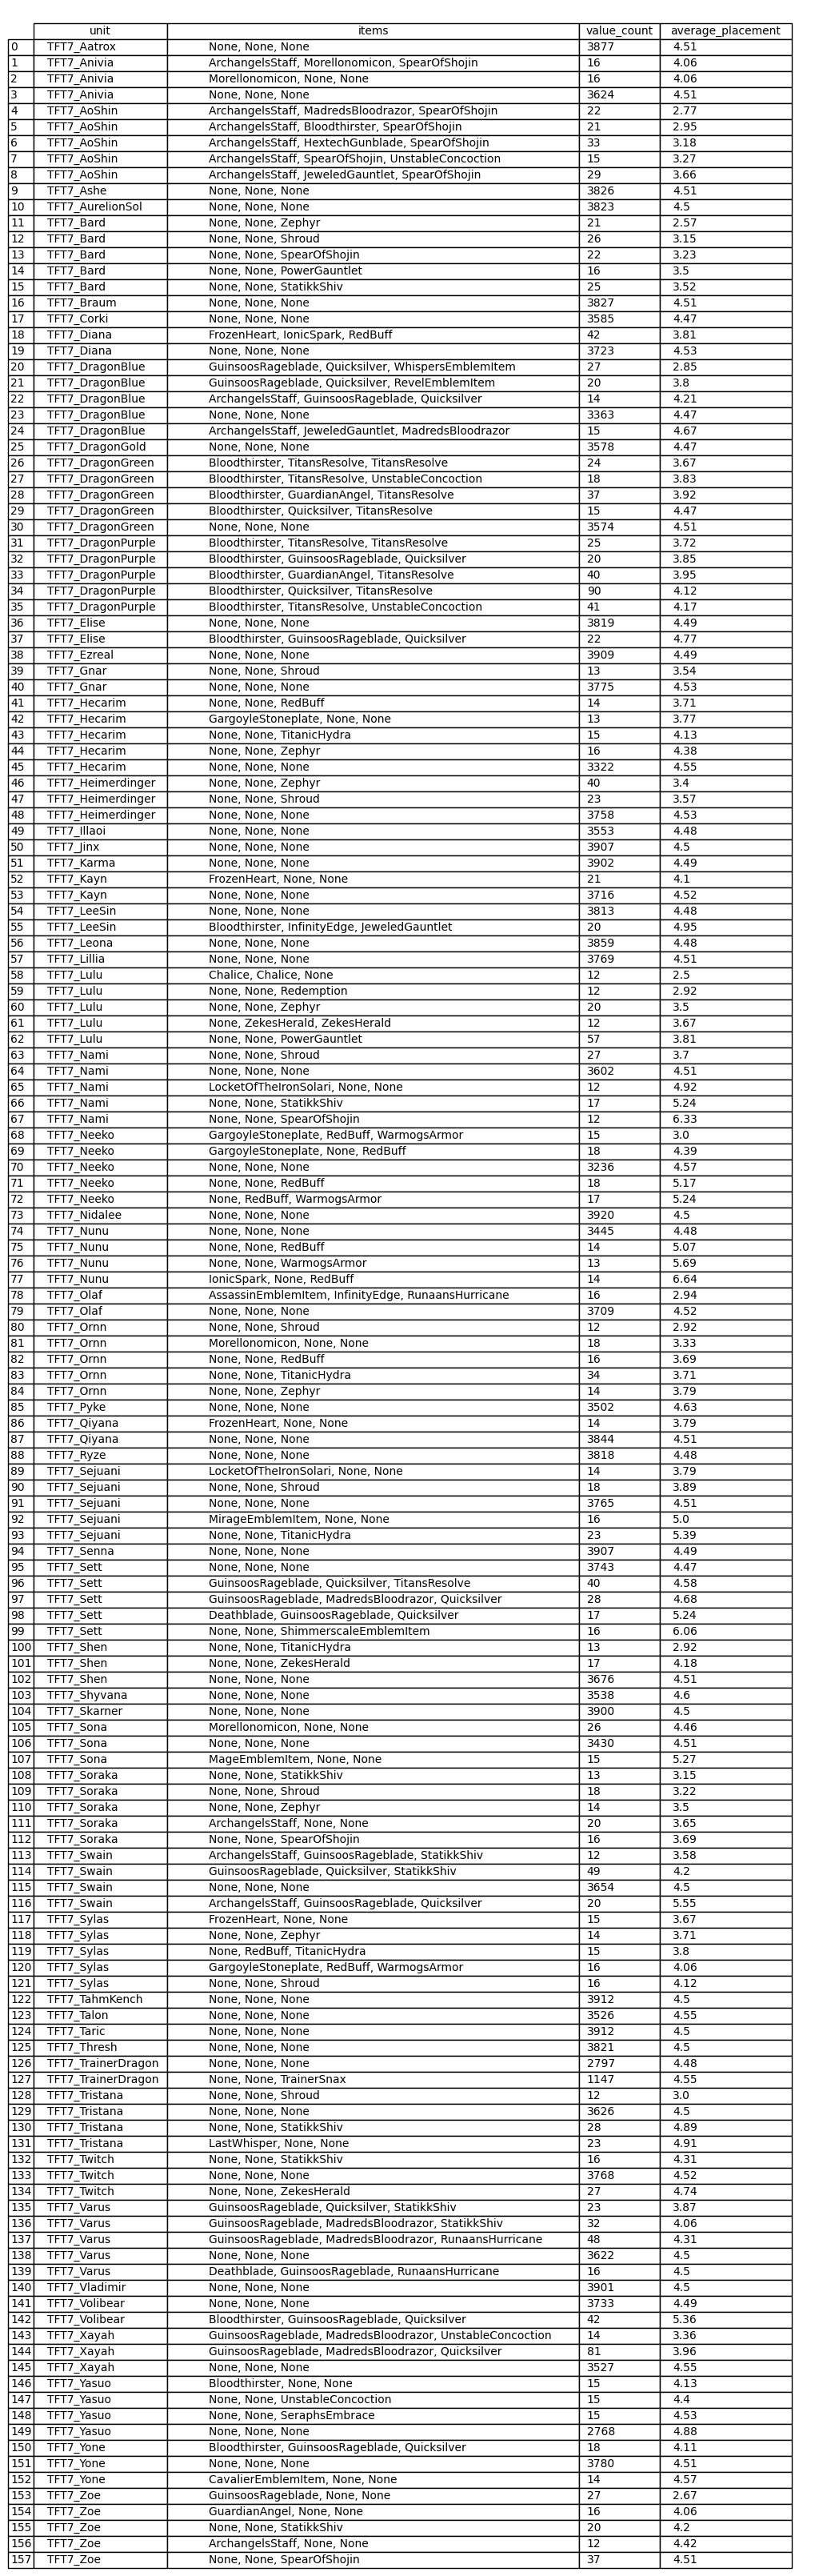 unit items value_count average_placement
0 TFT7_Aatrox None, None, None 3877 4.51
1 TFT7_Anivia ArchangelsStaff, Morellonomicon, SpearOfShojin 16 4.06
2 TFT7_Anivia Morellonomicon, None, None 16 4.06
3 TFT7_Anivia None, None, None 3624 4.51
4 TFT7_AoShin ArchangelsStaff, MadredsBloodrazor, SpearOfShojin 22 2.77
5 TFT7_AoShin ArchangelsStaff, Bloodthirster, SpearOfShojin 21 2.95
6 TFT7_AoShin ArchangelsStaff, HextechGunblade, SpearOfShojin 33 3.18
7 TFT7_AoShin ArchangelsStaff, SpearOfShojin, UnstableConcoction 15 3.27
8 TFT7_AoShin ArchangelsStaff, JeweledGauntlet, SpearOfShojin 29 3.66
9 TFT7_Ashe None, None, None 3826 4.51
10 TFT7_AurelionSol None, None, None 3823 4.5
11 TFT7_Bard None, None, Zephyr 21 2.57
12 TFT7_Bard None, None, Shroud 26 3.15
13 TFT7_Bard None, None, SpearOfShojin 22 3.23
14 TFT7_Bard None, None, PowerGauntlet 16 3.5
15 TFT7_Bard None, None, StatikkShiv 25 3.52
16 TFT7_Braum None, None, None 3827 4.51
17 TFT7_Corki None, None, None 3585 4.47
18 TFT7_Diana FrozenHeart, IonicSpark, RedBuff 42 3.81
19 TFT7_Diana None, None, None 3723 4.53
20 TFT7_DragonBlue GuinsoosRageblade, Quicksilver, WhispersEmblemItem 27 2.85
21 TFT7_DragonBlue GuinsoosRageblade, Quicksilver, RevelEmblemItem 20 3.8
22 TFT7_DragonBlue ArchangelsStaff, GuinsoosRageblade, Quicksilver 14 4.21
23 TFT7_DragonBlue None, None, None 3363 4.47
24 TFT7_DragonBlue ArchangelsStaff, JeweledGauntlet, MadredsBloodrazor 15 4.67
25 TFT7_DragonGold None, None, None 3578 4.47
26 TFT7_DragonGreen Bloodthirster, TitansResolve, TitansResolve 24 3.67
27 TFT7_DragonGreen Bloodthirster, TitansResolve, UnstableConcoction 18 3.83
28 TFT7_DragonGreen Bloodthirster, GuardianAngel, TitansResolve 37 3.92
29 TFT7_DragonGreen Bloodthirster, Quicksilver, TitansResolve 15 4.47
30 TFT7_DragonGreen None, None, None 3574 4.51
31 TFT7_DragonPurple Bloodthirster, TitansResolve, TitansResolve 25 3.72
32 TFT7_DragonPurple Bloodthirster, GuinsoosRageblade, Quicksilver 20 3.85
33 TFT7_DragonPurple Bloodthirster, GuardianAngel, TitansResolve 40 3.95
34 TFT7_DragonPurple Bloodthirster, Quicksilver, TitansResolve 90 4.12
35 TFT7_DragonPurple Bloodthirster, TitansResolve, UnstableConcoction 41 4.17
36 TFT7_Elise None, None, None 3819 4.49
37 TFT7_Elise Bloodthirster, GuinsoosRageblade, Quicksilver 22 4.77
38 TFT7_Ezreal None, None, None 3909 4.49
39 TFT7_Gnar None, None, Shroud 13 3.54
40 TFT7_Gnar None, None, None 3775 4.53
41 TFT7_Hecarim None, None, RedBuff 14 3.71
42 TFT7_Hecarim GargoyleStoneplate, None, None 13 3.77
43 TFT7_Hecarim None, None, TitanicHydra 15 4.13
44 TFT7_Hecarim None, None, Zephyr 16 4.38
45 TFT7_Hecarim None, None, None 3322 4.55
46 TFT7_Heimerdinger None, None, Zephyr 40 3.4
47 TFT7_Heimerdinger None, None, Shroud 23 3.57
48 TFT7_Heimerdinger None, None, None 3758 4.53
49 TFT7_Illaoi None, None, None 3553 4.48
50 TFT7_Jinx None, None, None 3907 4.5
51 TFT7_Karma None, None, None 3902 4.49
52 TFT7_Kayn FrozenHeart, None, None 21 4.1
53 TFT7_Kayn None, None, None 3716 4.52
54 TFT7_LeeSin None, None, None 3813 4.48
55 TFT7_LeeSin Bloodthirster, InfinityEdge, JeweledGauntlet 20 4.95
56 TFT7_Leona None, None, None 3859 4.48
57 TFT7_Lillia None, None, None 3769 4.51
58 TFT7_Lulu Chalice, Chalice, None 12 2.5
59 TFT7_Lulu None, None, Redemption 12 2.92
60 TFT7_Lulu None, None, Zephyr 20 3.5
61 TFT7_Lulu None, ZekesHerald, ZekesHerald 12 3.67
62 TFT7_Lulu None, None, PowerGauntlet 57 3.81
63 TFT7_Nami None, None, Shroud 27 3.7
64 TFT7_Nami None, None, None 3602 4.51
65 TFT7_Nami LocketOfTheIronSolari, None, None 12 4.92
66 TFT7_Nami None, None, StatikkShiv 17 5.24
67 TFT7_Nami None, None, SpearOfShojin 12 6.33
68 TFT7_Neeko GargoyleStoneplate, RedBuff, WarmogsArmor 15 3.0
69 TFT7_Neeko GargoyleStoneplate, None, RedBuff 18 4.39
70 TFT7_Neeko None, None, None 3236 4.57
71 TFT7_Neeko None, None, RedBuff 18 5.17
72 TFT7_Neeko None, RedBuff, WarmogsArmor 17 5.24
73 TFT7_Nidalee None, None, None 3920 4.5
74 TFT7_Nunu None, None, None 3445 4.48
75 TFT7_Nunu None, None, RedBuff 14 5.07
76 TFT7_Nunu None, None, WarmogsArmor 13 5.69
77 TFT7_Nunu IonicSpark, None, RedBuff 14 6.64
78 TFT7_Olaf AssassinEmblemItem, InfinityEdge, RunaansHurricane 16 2.94
79 TFT7_Olaf None, None, None 3709 4.52
80 TFT7_Ornn None, None, Shroud 12 2.92
81 TFT7_Ornn Morellonomicon, None, None 18 3.33
82 TFT7_Ornn None, None, RedBuff 16 3.69
83 TFT7_Ornn None, None, TitanicHydra 34 3.71
84 TFT7_Ornn None, None, Zephyr 14 3.79
85 TFT7_Pyke None, None, None 3502 4.63
86 TFT7_Qiyana FrozenHeart, None, None 14 3.79
87 TFT7_Qiyana None, None, None 3844 4.51
88 TFT7_Ryze None, None, None 3818 4.48
89 TFT7_Sejuani LocketOfTheIronSolari, None, None 14 3.79
90 TFT7_Sejuani None, None, Shroud 18 3.89
91 TFT7_Sejuani None, None, None 3765 4.51
92 TFT7_Sejuani MirageEmblemItem, None, None 16 5.0
93 TFT7_Sejuani None, None, TitanicHydra 23 5.39
94 TFT7_Senna None, None, None 3907 4.49
95 TFT7_Sett None, None, None 3743 4.47
96 TFT7_Sett GuinsoosRageblade, Quicksilver, TitansResolve 40 4.58
97 TFT7_Sett GuinsoosRageblade, MadredsBloodrazor, Quicksilver 28 4.68
98 TFT7_Sett Deathblade, GuinsoosRageblade, Quicksilver 17 5.24
99 TFT7_Sett None, None, ShimmerscaleEmblemItem 16 6.06
100 TFT7_Shen None, None, TitanicHydra 13 2.92
101 TFT7_Shen None, None, ZekesHerald 17 4.18
102 TFT7_Shen None, None, None 3676 4.51
103 TFT7_Shyvana None, None, None 3538 4.6
104 TFT7_Skarner None, None, None 3900 4.5
105 TFT7_Sona Morellonomicon, None, None 26 4.46
106 TFT7_Sona None, None, None 3430 4.51
107 TFT7_Sona MageEmblemItem, None, None 15 5.27
108 TFT7_Soraka None, None, StatikkShiv 13 3.15
109 TFT7_Soraka None, None, Shroud 18 3.22
110 TFT7_Soraka None, None, Zephyr 14 3.5
111 TFT7_Soraka ArchangelsStaff, None, None 20 3.65
112 TFT7_Soraka None, None, SpearOfShojin 16 3.69
113 TFT7_Swain ArchangelsStaff, GuinsoosRageblade, StatikkShiv 12 3.58
114 TFT7_Swain GuinsoosRageblade, Quicksilver, StatikkShiv 49 4.2
115 TFT7_Swain None, None, None 3654 4.5
116 TFT7_Swain ArchangelsStaff, GuinsoosRageblade, Quicksilver 20 5.55
117 TFT7_Sylas FrozenHeart, None, None 15 3.67
118 TFT7_Sylas None, None, Zephyr 14 3.71
119 TFT7_Sylas None, RedBuff, TitanicHydra 15 3.8
120 TFT7_Sylas GargoyleStoneplate, RedBuff, WarmogsArmor 16 4.06
121 TFT7_Sylas None, None, Shroud 16 4.12
122 TFT7_TahmKench None, None, None 3912 4.5
123 TFT7_Talon None, None, None 3526 4.55
124 TFT7_Taric None, None, None 3912 4.5
125 TFT7_Thresh None, None, None 3821 4.5
126 TFT7_TrainerDragon None, None, None 2797 4.48
127 TFT7_TrainerDragon None, None, TrainerSnax 1147 4.55
128 TFT7_Tristana None, None, Shroud 12 3.0
129 TFT7_Tristana None, None, None 3626 4.5
130 TFT7_Tristana None, None, StatikkShiv 28 4.89
131 TFT7_Tristana LastWhisper, None, None 23 4.91
132 TFT7_Twitch None, None, StatikkShiv 16 4.31
133 TFT7_Twitch None, None, None 3768 4.52
134 TFT7_Twitch None, None, ZekesHerald 27 4.74
135 TFT7_Varus GuinsoosRageblade, Quicksilver, StatikkShiv 23 3.87
136 TFT7_Varus GuinsoosRageblade, MadredsBloodrazor, StatikkShiv 32 4.06
137 TFT7_Varus GuinsoosRageblade, MadredsBloodrazor, RunaansHurricane 48 4.31
138 TFT7_Varus None, None, None 3622 4.5
139 TFT7_Varus Deathblade, GuinsoosRageblade, RunaansHurricane 16 4.5
140 TFT7_Vladimir None, None, None 3901 4.5
141 TFT7_Volibear None, None, None 3733 4.49
142 TFT7_Volibear Bloodthirster, GuinsoosRageblade, Quicksilver 42 5.36
143 TFT7_Xayah GuinsoosRageblade, MadredsBloodrazor, UnstableConcoction 14 3.36
144 TFT7_Xayah GuinsoosRageblade, MadredsBloodrazor, Quicksilver 81 3.96
145 TFT7_Xayah None, None, None 3527 4.55
146 TFT7_Yasuo Bloodthirster, None, None 15 4.13
147 TFT7_Yasuo None, None, UnstableConcoction 15 4.4
148 TFT7_Yasuo None, None, SeraphsEmbrace 15 4.53
149 TFT7_Yasuo None, None, None 2768 4.88
150 TFT7_Yone Bloodthirster, GuinsoosRageblade, Quicksilver 18 4.11
151 TFT7_Yone None, None, None 3780 4.51
152 TFT7_Yone CavalierEmblemItem, None, None 14 4.57
153 TFT7_Zoe GuinsoosRageblade, None, None 27 2.67
154 TFT7_Zoe GuardianAngel, None, None 16 4.06
155 TFT7_Zoe None, None, StatikkShiv 20 4.2
156 TFT7_Zoe ArchangelsStaff, None, None 12 4.42
157 TFT7_Zoe None, None, SpearOfShojin 37 4.51